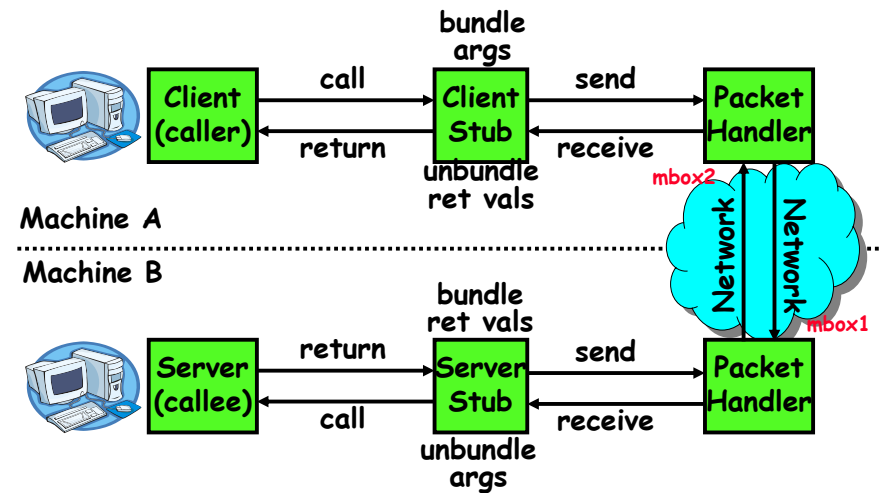 bundle
args
call
send
Client
(caller)
Client
Stub
Packet
Handler
return
receive
unbundle
ret vals
mbox2
Machine A
Network
Network
Machine B
mbox1
bundle
ret vals
return
send
Server
(callee)
Server
Stub
Packet
Handler
call
receive
unbundle
args